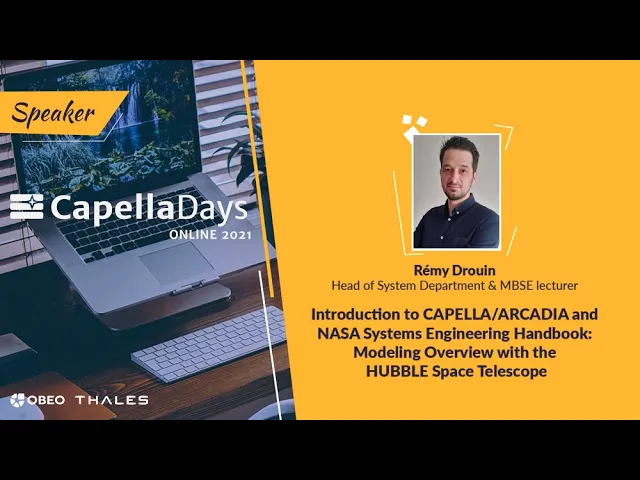 Speaker
CapellaDays
ONLINE 2021
OBEO THALES
Rémy Drouin
Head of System Department & MBSE lecturer
Introduction to CAPELLA/ARCADIA and
NASA Systems Engineering Handbook:
Modeling Overview with the
HUBBLE Space Telescope